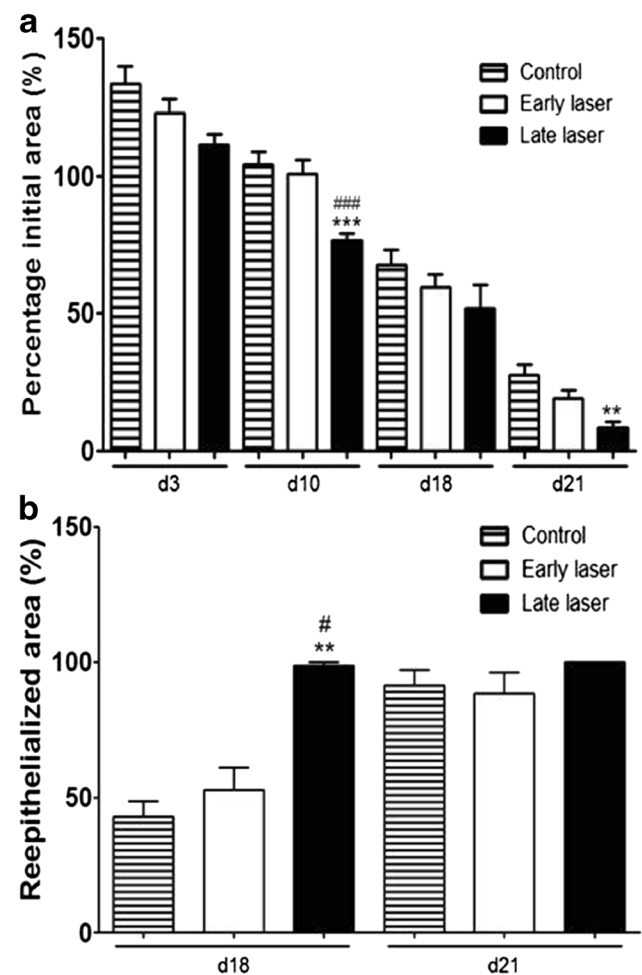 a
Percentage initial area (%)
150
100
50
0
Control
Early laser
Late laser
###
***
**
d3
d10
d18
d21
b
Reepithelialized area (%)
150
100
50
0
Control
Early laser
Late laser
#
**
d18
d21